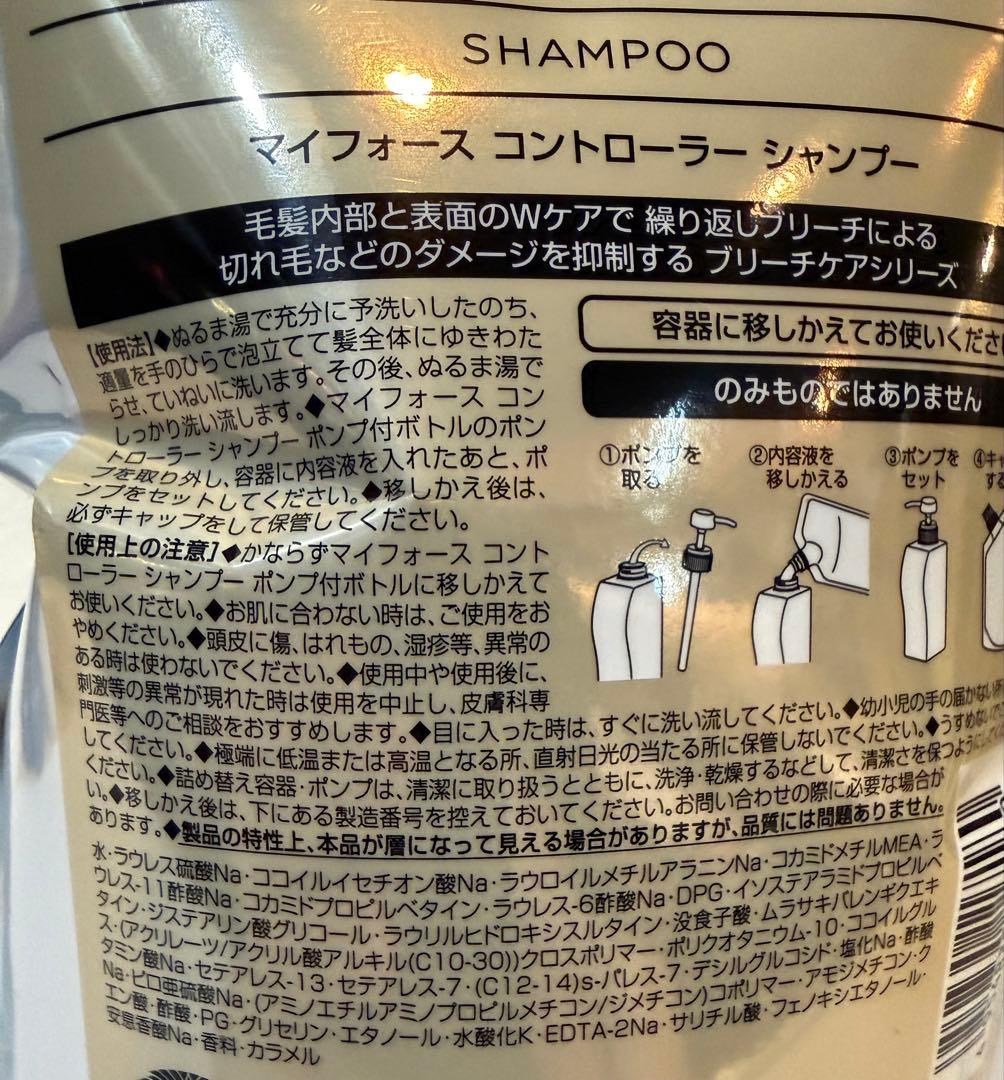 SHAMPOO
マイフォース コントローラー シャンプー
毛髪内部と表面のWケアで 繰り返しブリーチによる
切れ毛などのダメージを抑制する ブリーチケアシリーズ
【使用法】◆ぬるま湯で充分に予洗いしたのち、
適量を手のひらで泡立てて髪全体にゆきわた
らせ、ていねいに洗います。その後、ぬるま湯で
しっかり洗い流します。◆マイフォース コン
トローラー シャンプー ポンプ付ボトルのポン
プを取り外し、容器に内容液を入れたあと、ポ
ンプをセットしてください。◆移しかえ後は、
必ずキャップをして保管してください。
容器に移しかえてお使いくださ
のみものではありません
①ポンプを
取る
②内容液を
移しかえる
③ポンプを
セット
④キャ
する
[使用上の注意]◆かならずマイフォース コント
ローラー シャンプー ポンプ付ボトルに移しかえて
お使いください。◆お肌に合わない時は、ご使用をお
やめください。◆頭皮に傷、はれもの、湿疹等、異常の
ある時は使わないでください。◆使用中や使用後に、
刺激等の異常が現れた時は使用を中止し、皮膚科専
門医等へのご相談をおすすめします。◆目に入った時は、すぐに洗い流してください。◆幼小児の手の届かない所
してください。◆極端に低温または高温となる所、直射日光の当たる所に保管しないでください。◆うすめないで
ください。◆詰め替え容器・ポンプは、清潔に取り扱うとともに、洗浄・乾燥するなどして、清潔さを保つように
い。◆移しかえ後は、下にある製造番号を控えておいてください。お問い合わせの際に必要な場合が
あります。◆製品の特性上、本品が層になって見える場合がありますが、品質には問題ありません。
水・ラウレス硫酸Na・ココイルイセチオン酸Na・ラウロイルメチルアラニンNa・コカミドメチルMEA・ラ
ウレス-11酢酸Na・コカミドプロピルベタイン・ラウレス-6酢酸Na・DPG・イソステアラミドプロピルベ
タイン・ジステアリン酸グリコール・ラウリルヒドロキシスルタイン・没食子酸・ムラサキバレンギクエキ
ス・(アクリレーツ/アクリル酸アルキル(C10-30))クロスポリマー・ポリクオタニウム-10・ココイルグル
タミン酸Na・セテアレス-13・セテアレス-7・(C12-14)s-パレス-7・デシルグルコシド・塩化Na・酢酸
Na・ピロ亜硫酸Na・(アミノエチルアミノプロピルメチコン/ジメチコン)コポリマー・アモジメチコン・ク
エン酸・酢酸・PG・グリセリン・エタノール・水酸化K・EDTA-2Na・サリチル酸・フェノキシエタノール・
安息香酸Na・香料・カラメル